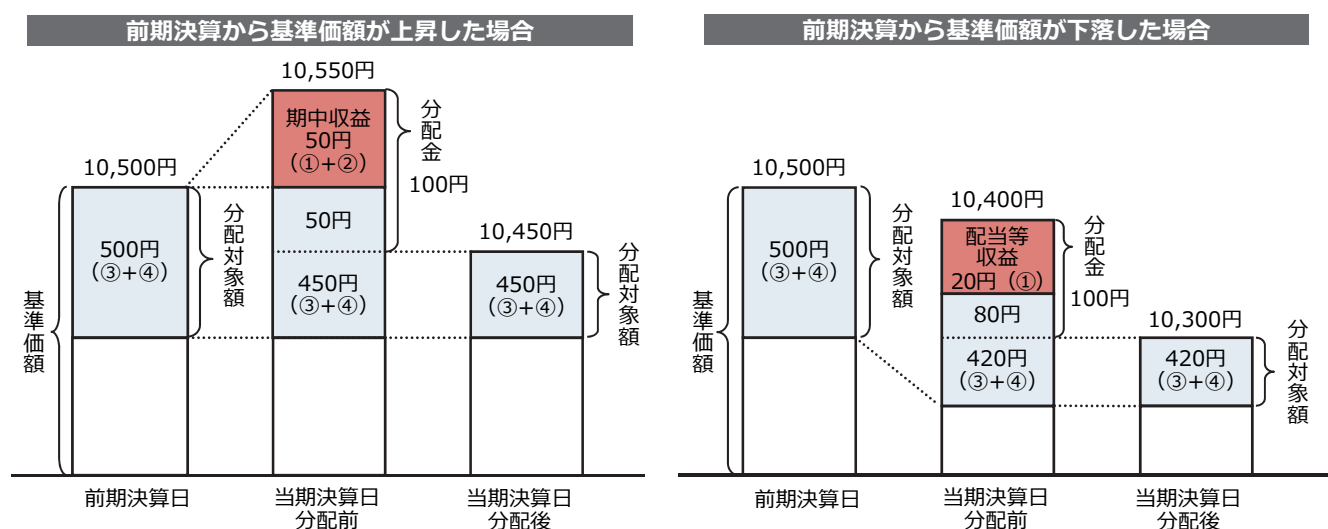 前期決算から基準価額が上昇した場合
10,550円
期中収益
50円
（①＋②）
分配金
100円
10,500円
500円
（③+④）
分配対象額
50円
450円
（③+④）
10,450円
450円
（③+④）
分配対象額
基準価額
前期決算日
当期決算日
分配前
当期決算日
分配後
前期決算から基準価額が下落した場合
10,500円
500円
（③+④）
分配対象額
10,400円
配当等
収益
20円（①）
分配金
100円
80円
420円
（③+④）
10,300円
420円
（③+④）
分配対象額
基準価額
前期決算日
当期決算日
分配前
当期決算日
分配後